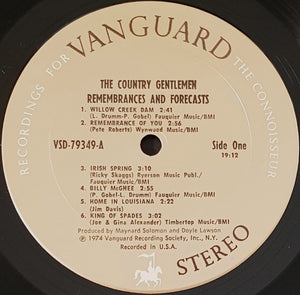 RECORDINGS FOR VANGUARD THE CONNOISSEUR
THE COUNTRY GENTLEMEN
REMEMBRANCES AND FORECASTS
1. WILLOW CREEK DAM 2:41
(L. Drumm-P. Gobel) Fauquier Music/BMI
2. REMEMBRANCE OF YOU 2:56
(Pete Roberts) Wynwood Music/BMI
VSD-79349-A
Side One
19:12
3. IRISH SPRING 3:10
(Ricky Skaggs) Ryerson Music Publ./
Fauquier Music/BMI
4. BILLY McGHEE 2:55
(P. Gobel-L. Drumm) Fauquier Music/BMI
5. HOME IN LOUISIANA 2:22
(Jim Davis)
6. KING OF SPADES 3:02
(Joe & Gina Alexander) Timbertop Music/BMI
Produced by Maynard Solomon and Doyle Lawson
℗ 1974 Vanguard Recording Society, Inc., N.Y.
Recorded in U.S.A.
STEREO